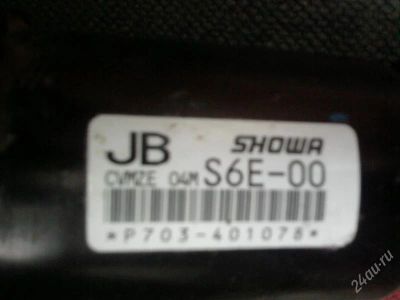 JB SHOWA
CVMZE 04M S6E-00
*P703-401078*
24au.ru